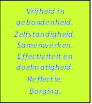 Vrijheid in
gebondenheid.
Zelfstandigheid.
Samenwerken.
Effectiviteit en
doelmatigheid.
Reflectie.
Borging.